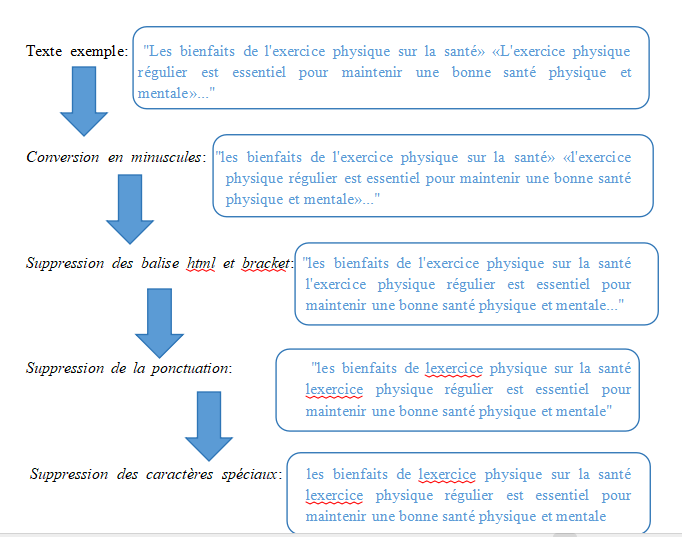 Texte exemple: "Les bienfaits de l'exercice physique sur la santé» «L'exercice physique
régulier est essentiel pour maintenir une bonne santé physique et
mentale»..."
Conversion en minuscules: "les bienfaits de l'exercice physique sur la santé» «l'exercice
physique régulier est essentiel pour maintenir une bonne santé
physique et mentale»..."
Suppression des balise html et bracket: "les bienfaits de l'exercice physique sur la santé
l'exercice physique régulier est essentiel pour
maintenir une bonne santé physique et mentale..."
Suppression de la ponctuation: "les bienfaits de lexercice physique sur la santé
lexercice physique régulier est essentiel pour
maintenir une bonne santé physique et mentale"
Suppression des caractères spéciaux: les bienfaits de lexercice physique sur la santé
lexercice physique régulier est essentiel pour
maintenir une bonne santé physique et mentale